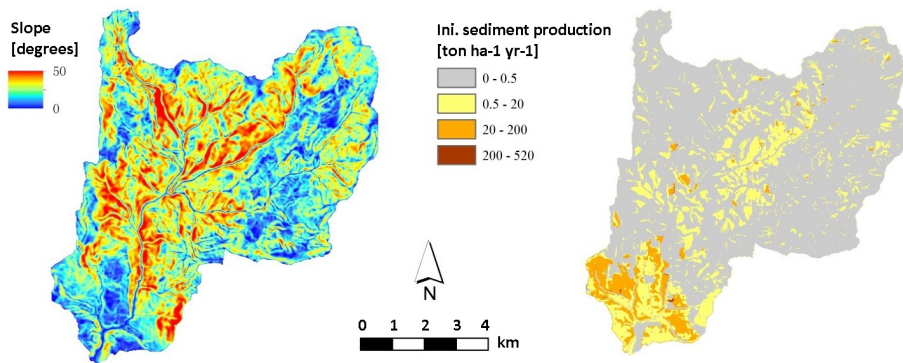 Slope
[degrees]
50
0
Ini. sediment production
[ton ha-1 yr-1]
0 - 0.5
0.5 - 20
20 - 200
200 - 520
N
0 1 2 3 4
km